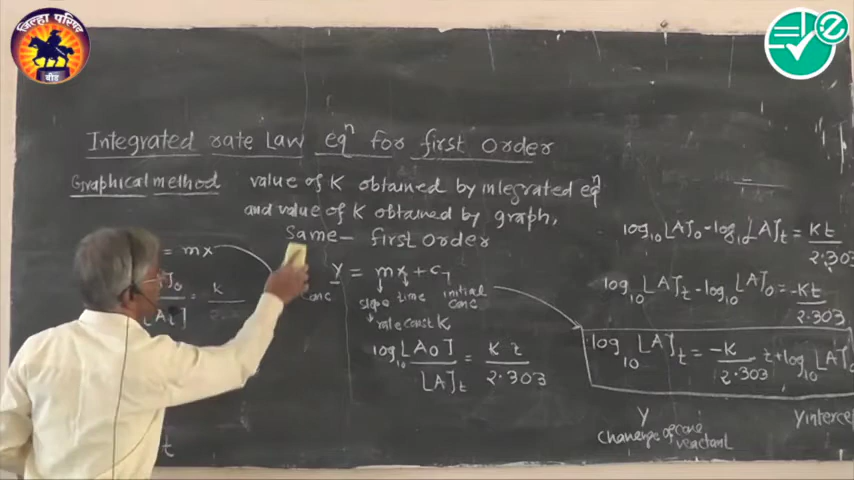 जिल्हा परिषद
बीड
Integrated rate Law eqⁿ for first Order
Graphical method value of K obtained by integrated eqⁿ
and value of K obtained by graph,
Same - first Order
= mx
y = mx + c
conc
slope time initial conc
rate const K
log₁₀ [A₀] / [A]t = K t / 2.303
log₁₀[A]₀ - log₁₀[A]t = Kt / 2.303
log₁₀[A]t - log₁₀[A]₀ = -Kt / 2.303
log₁₀[A]t = -K / 2.303 t + log₁₀[A]₀
y
Chanerge of conc reactant